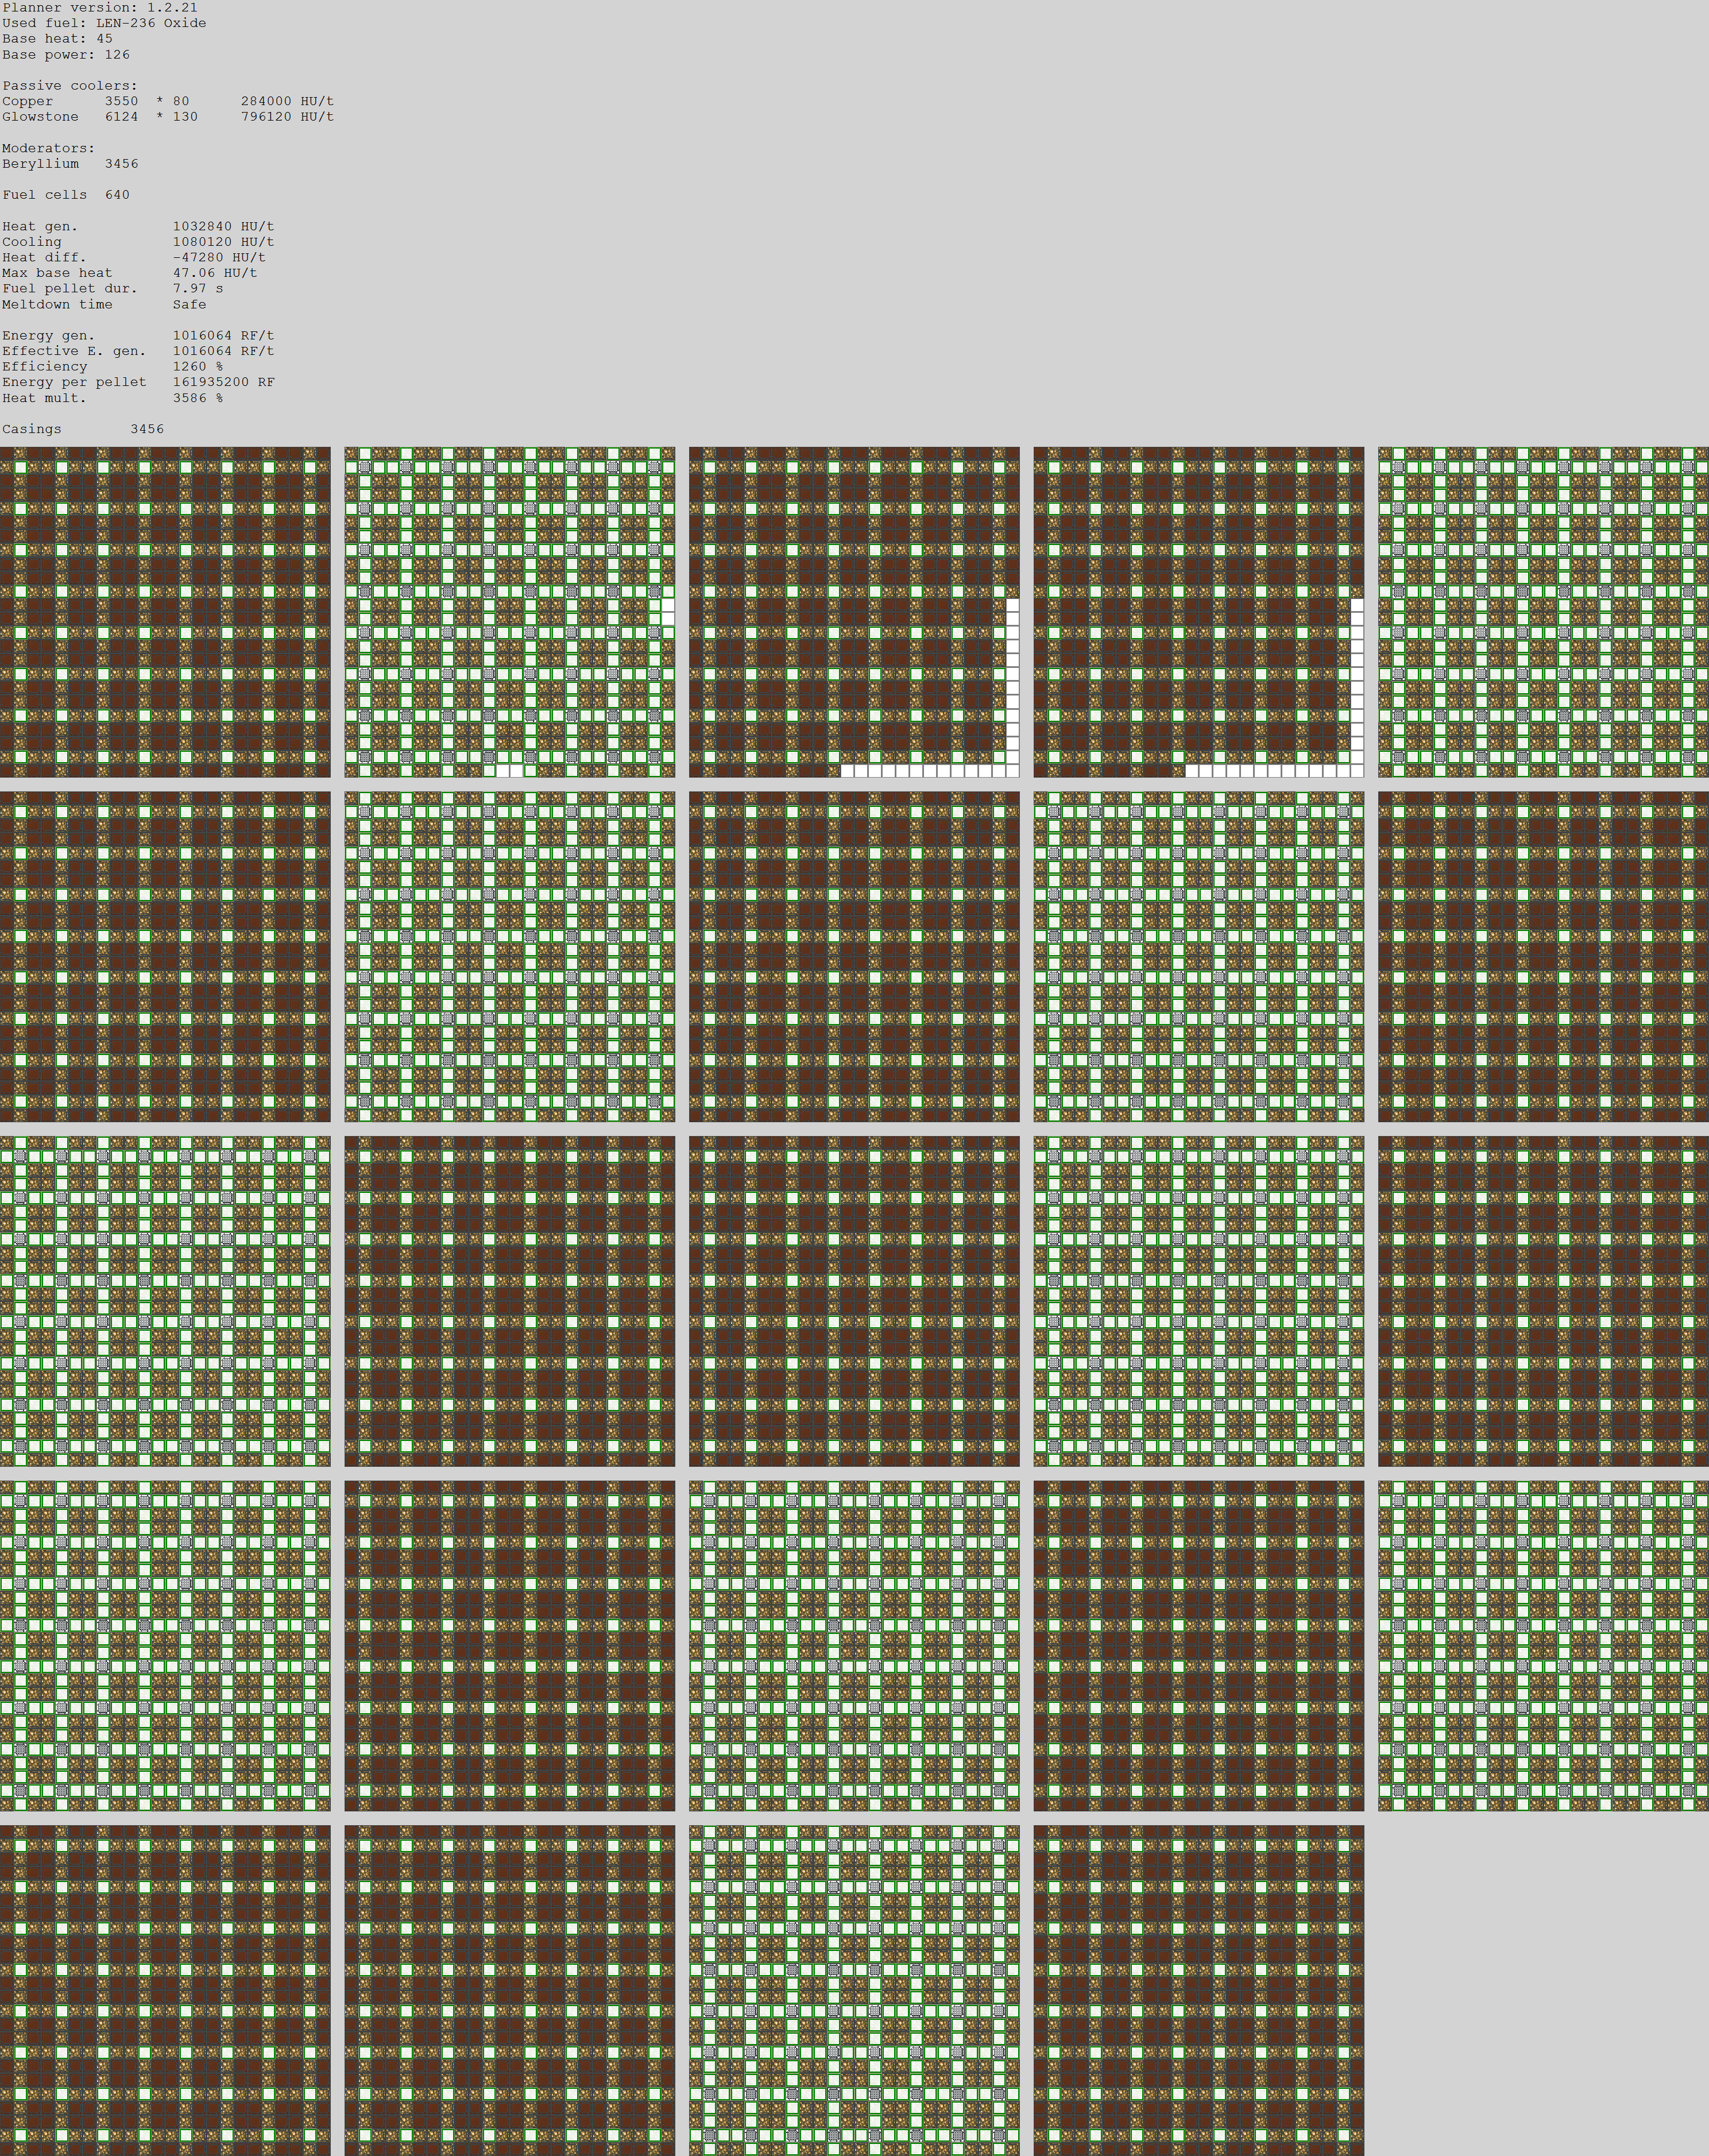 Planner version: 1.2.21
Used fuel: LEN-236 Oxide
Base heat: 45
Base power: 126
Passive coolers:
Copper 3550 * 80 284000 HU/t
Glowstone 6124 * 130 796120 HU/t
Moderators:
Beryllium 3456
Fuel cells 640
Heat gen. 1032840 HU/t
Cooling 1080120 HU/t
Heat diff. -47280 HU/t
Max base heat 47.06 HU/t
Fuel pellet dur. 7.97 s
Meltdown time Safe
Energy gen. 1016064 RF/t
Effective E. gen. 1016064 RF/t
Efficiency 1260 %
Energy per pellet 161935200 RF
Heat mult. 3586 %
Casings 3456